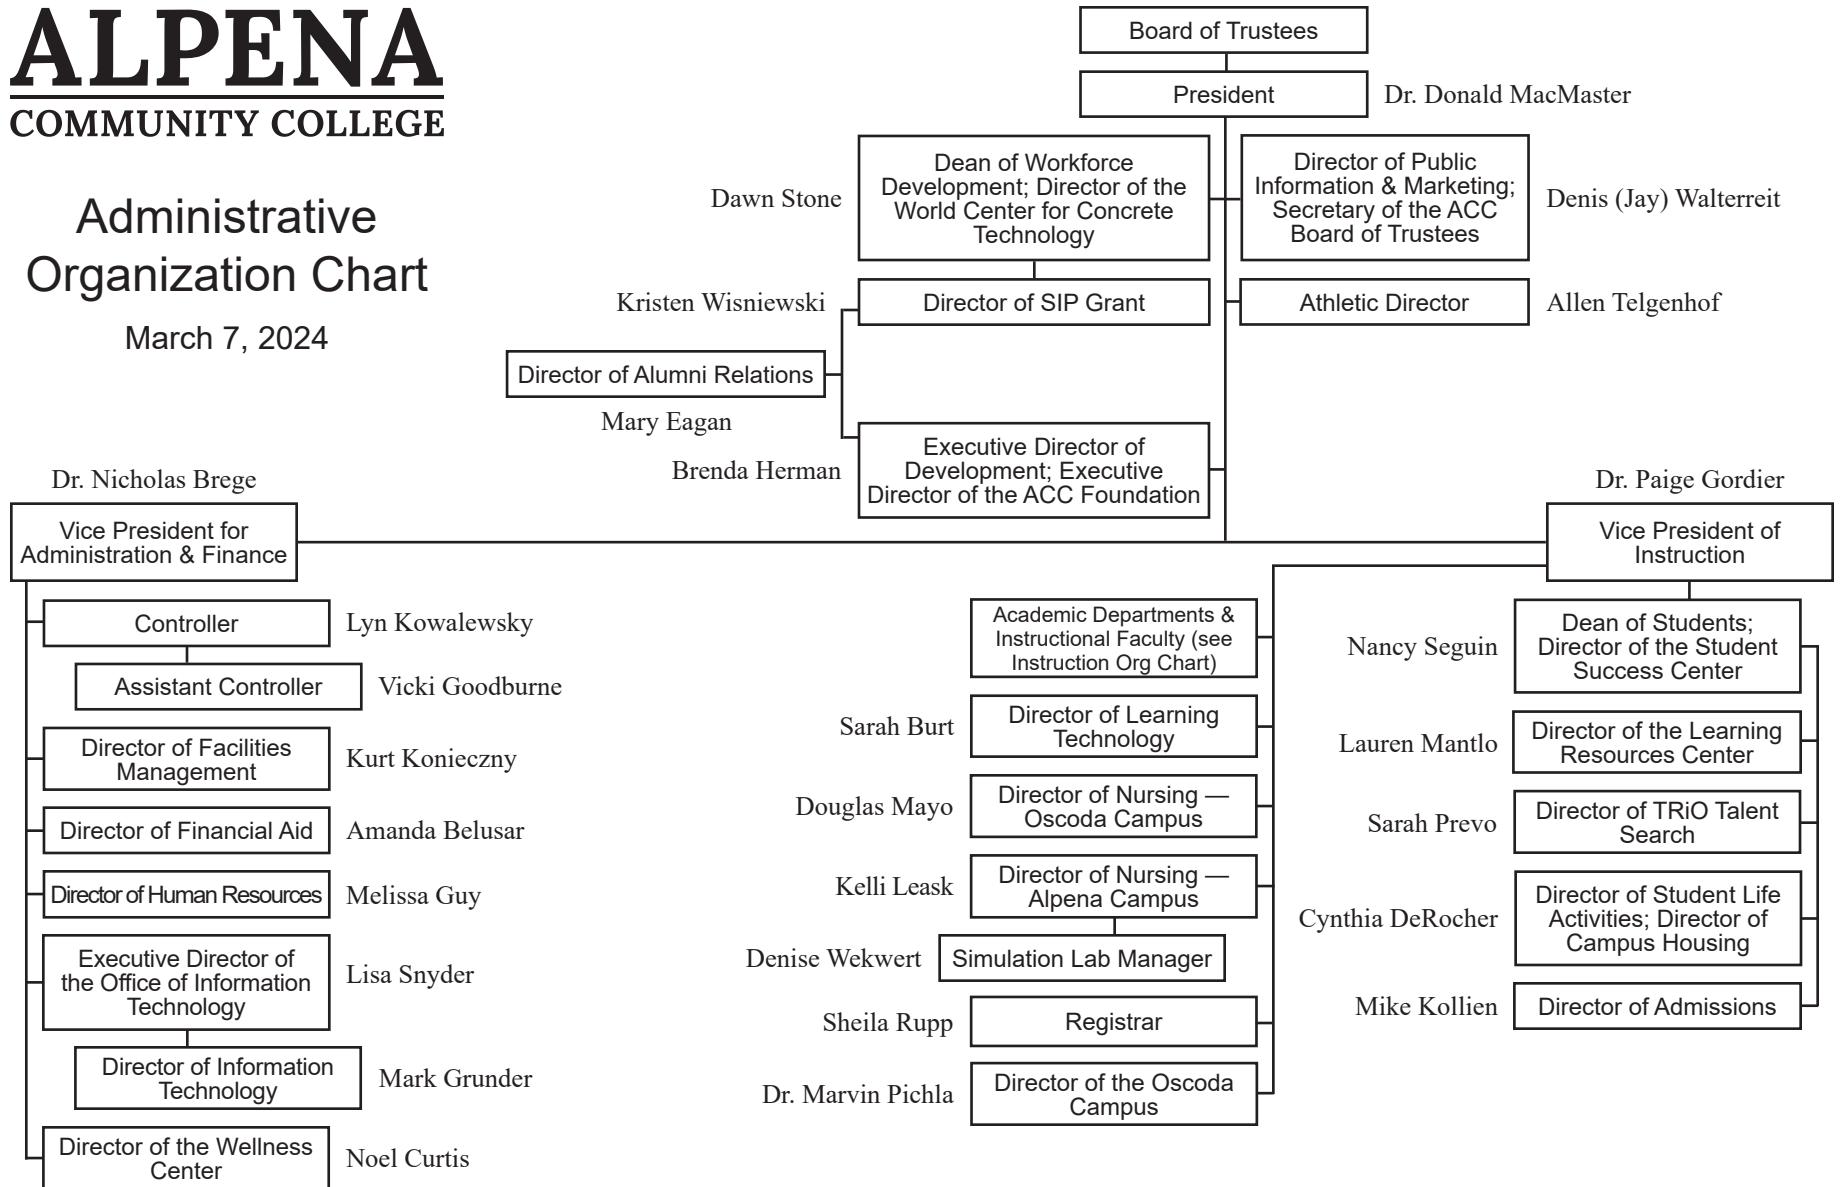 ALPENA
COMMUNITY COLLEGE
Administrative
Organization Chart
March 7, 2024
Board of Trustees
President
Dr. Donald MacMaster
Dawn Stone
Dean of Workforce
Development; Director of the
World Center for Concrete
Technology
Director of Public
Information & Marketing;
Secretary of the ACC
Board of Trustees
Denis (Jay) Walterreit
Kristen Wisniewski
Director of SIP Grant
Athletic Director
Allen Telgenhof
Director of Alumni Relations
Mary Eagan
Brenda Herman
Executive Director of
Development; Executive
Director of the ACC Foundation
Dr. Nicholas Brege
Vice President for
Administration & Finance
Controller
Lyn Kowalewsky
Assistant Controller
Vicki Goodburne
Director of Facilities
Management
Kurt Konieczny
Director of Financial Aid
Amanda Belusar
Director of Human Resources
Melissa Guy
Executive Director of
the Office of Information
Technology
Lisa Snyder
Director of Information
Technology
Mark Grunder
Director of the Wellness
Center
Noel Curtis
Dr. Paige Gordier
Vice President of
Instruction
Academic Departments &
Instructional Faculty (see
Instruction Org Chart)
Sarah Burt
Director of Learning
Technology
Douglas Mayo
Director of Nursing —
Oscoda Campus
Kelli Leask
Director of Nursing —
Alpena Campus
Denise Wekwert
Simulation Lab Manager
Sheila Rupp
Registrar
Dr. Marvin Pichla
Director of the Oscoda
Campus
Nancy Seguin
Dean of Students;
Director of the Student
Success Center
Lauren Mantlo
Director of the Learning
Resources Center
Sarah Prevo
Director of TRiO Talent
Search
Cynthia DeRocher
Director of Student Life
Activities; Director of
Campus Housing
Mike Kollien
Director of Admissions